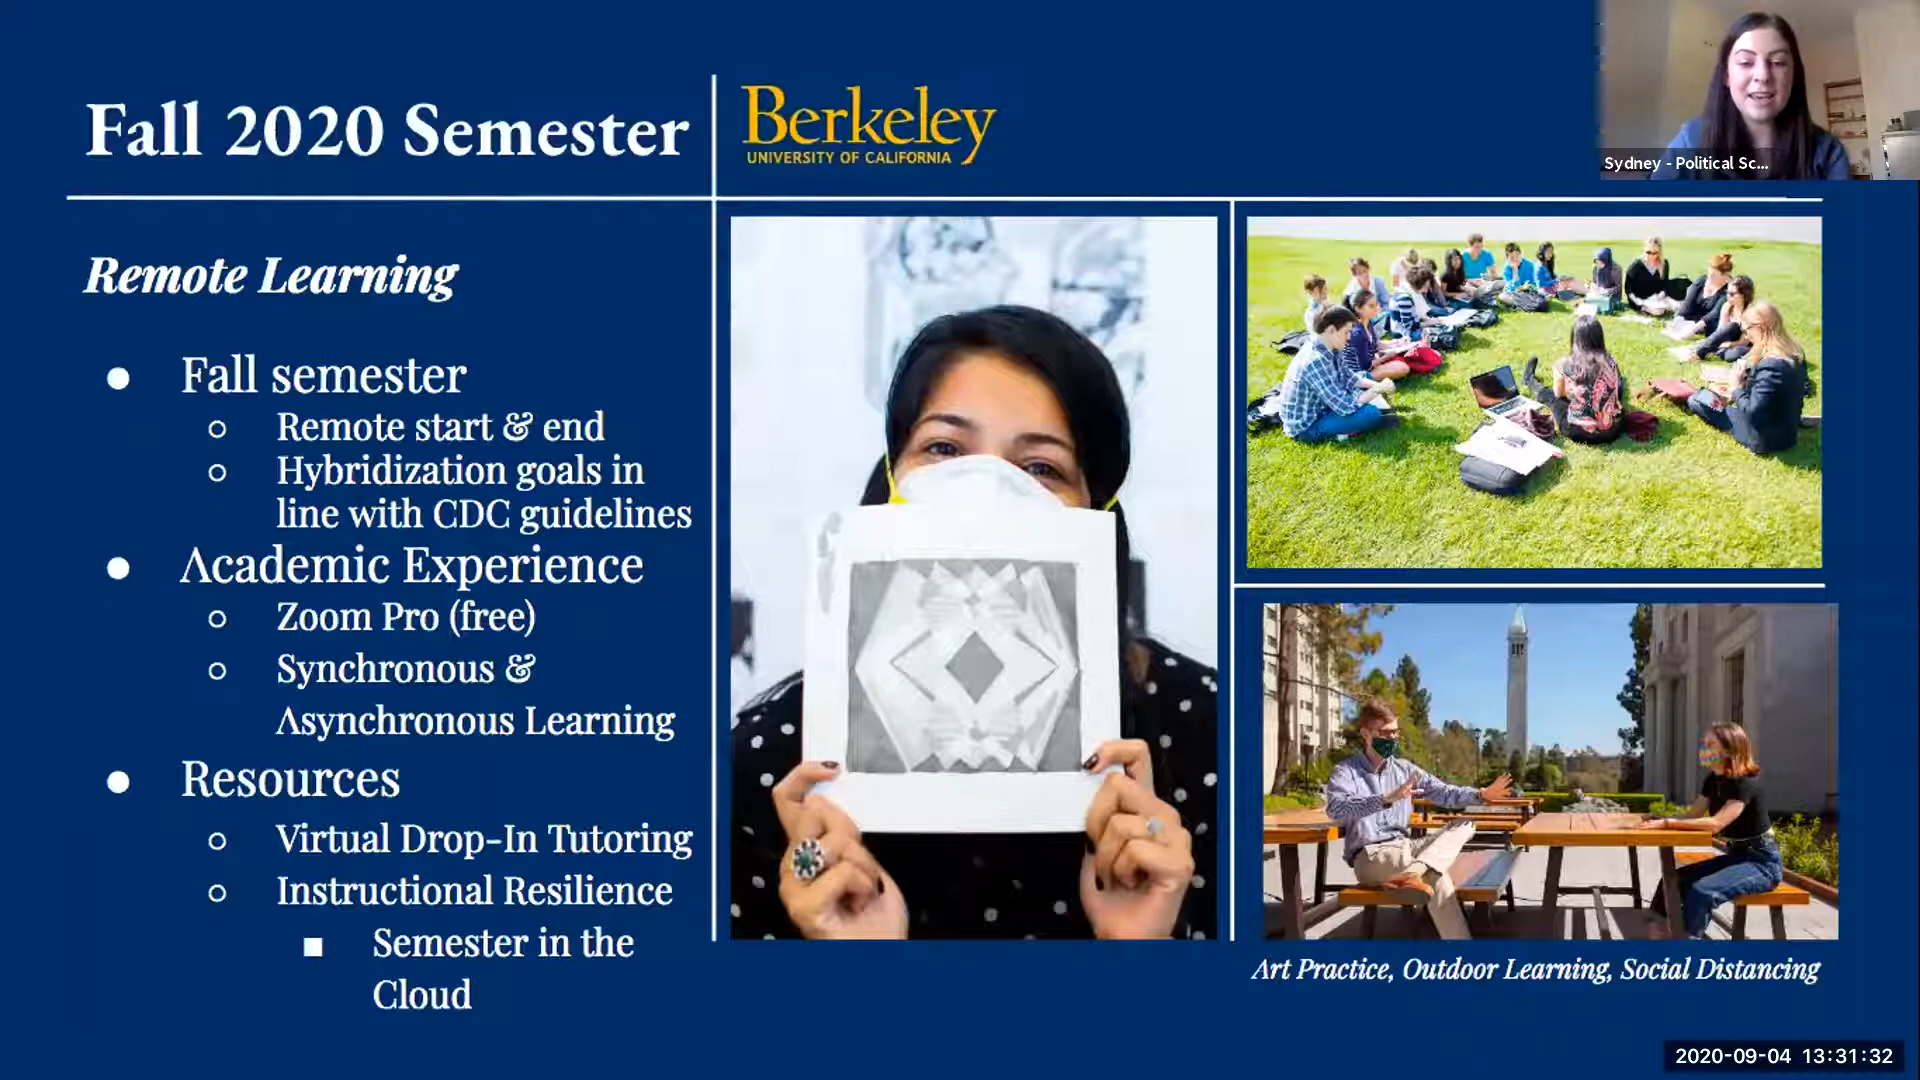 Fall 2020 Semester
Berkeley
UNIVERSITY OF CALIFORNIA
Sydney - Political Sc...
Remote Learning
● Fall semester
○ Remote start & end
○ Hybridization goals in
line with CDC guidelines
● Academic Experience
○ Zoom Pro (free)
○ Synchronous &
Asynchronous Learning
● Resources
○ Virtual Drop-In Tutoring
○ Instructional Resilience
■ Semester in the
Cloud
Art Practice, Outdoor Learning, Social Distancing
2020-09-04 13:31:32